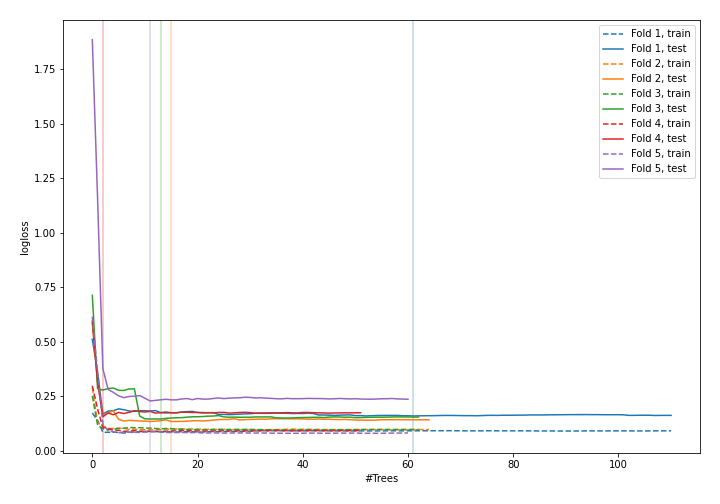 Fold 1, train
Fold 1, test
Fold 2, train
Fold 2, test
Fold 3, train
Fold 3, test
Fold 4, train
Fold 4, test
Fold 5, train
Fold 5, test
logloss
1.75
1.50
1.25
1.00
0.75
0.50
0.25
0.00
0 20 40 60 80 100
#Trees